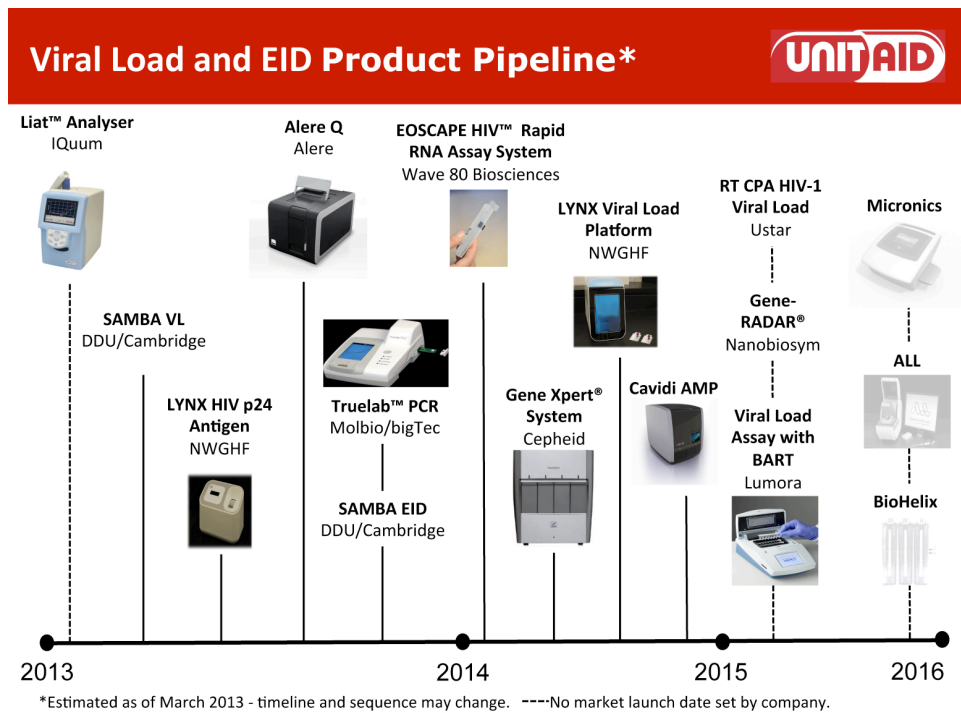 Viral Load and EID Product Pipeline*
UNITAID
Liat™ Analyser
IQuum
Alere Q
Alere
EOSCAPE HIV™ Rapid
RNA Assay System
Wave 80 Biosciences
LYNX Viral Load
Platform
NWGHF
RT CPA HIV-1
Viral Load
Ustar
Micronics
SAMBA VL
DDU/Cambridge
Gene-
RADAR®
Nanobiosym
ALL
LYNX HIV p24
Antigen
NWGHF
Truelab™ PCR
Molbio/bigTec
Gene Xpert®
System
Cepheid
Cavidi AMP
Viral Load
Assay with
BART
Lumora
SAMBA EID
DDU/Cambridge
BioHelix
2013
2014
2015
2016
*Estimated as of March 2013 - timeline and sequence may change. ----No market launch date set by company.